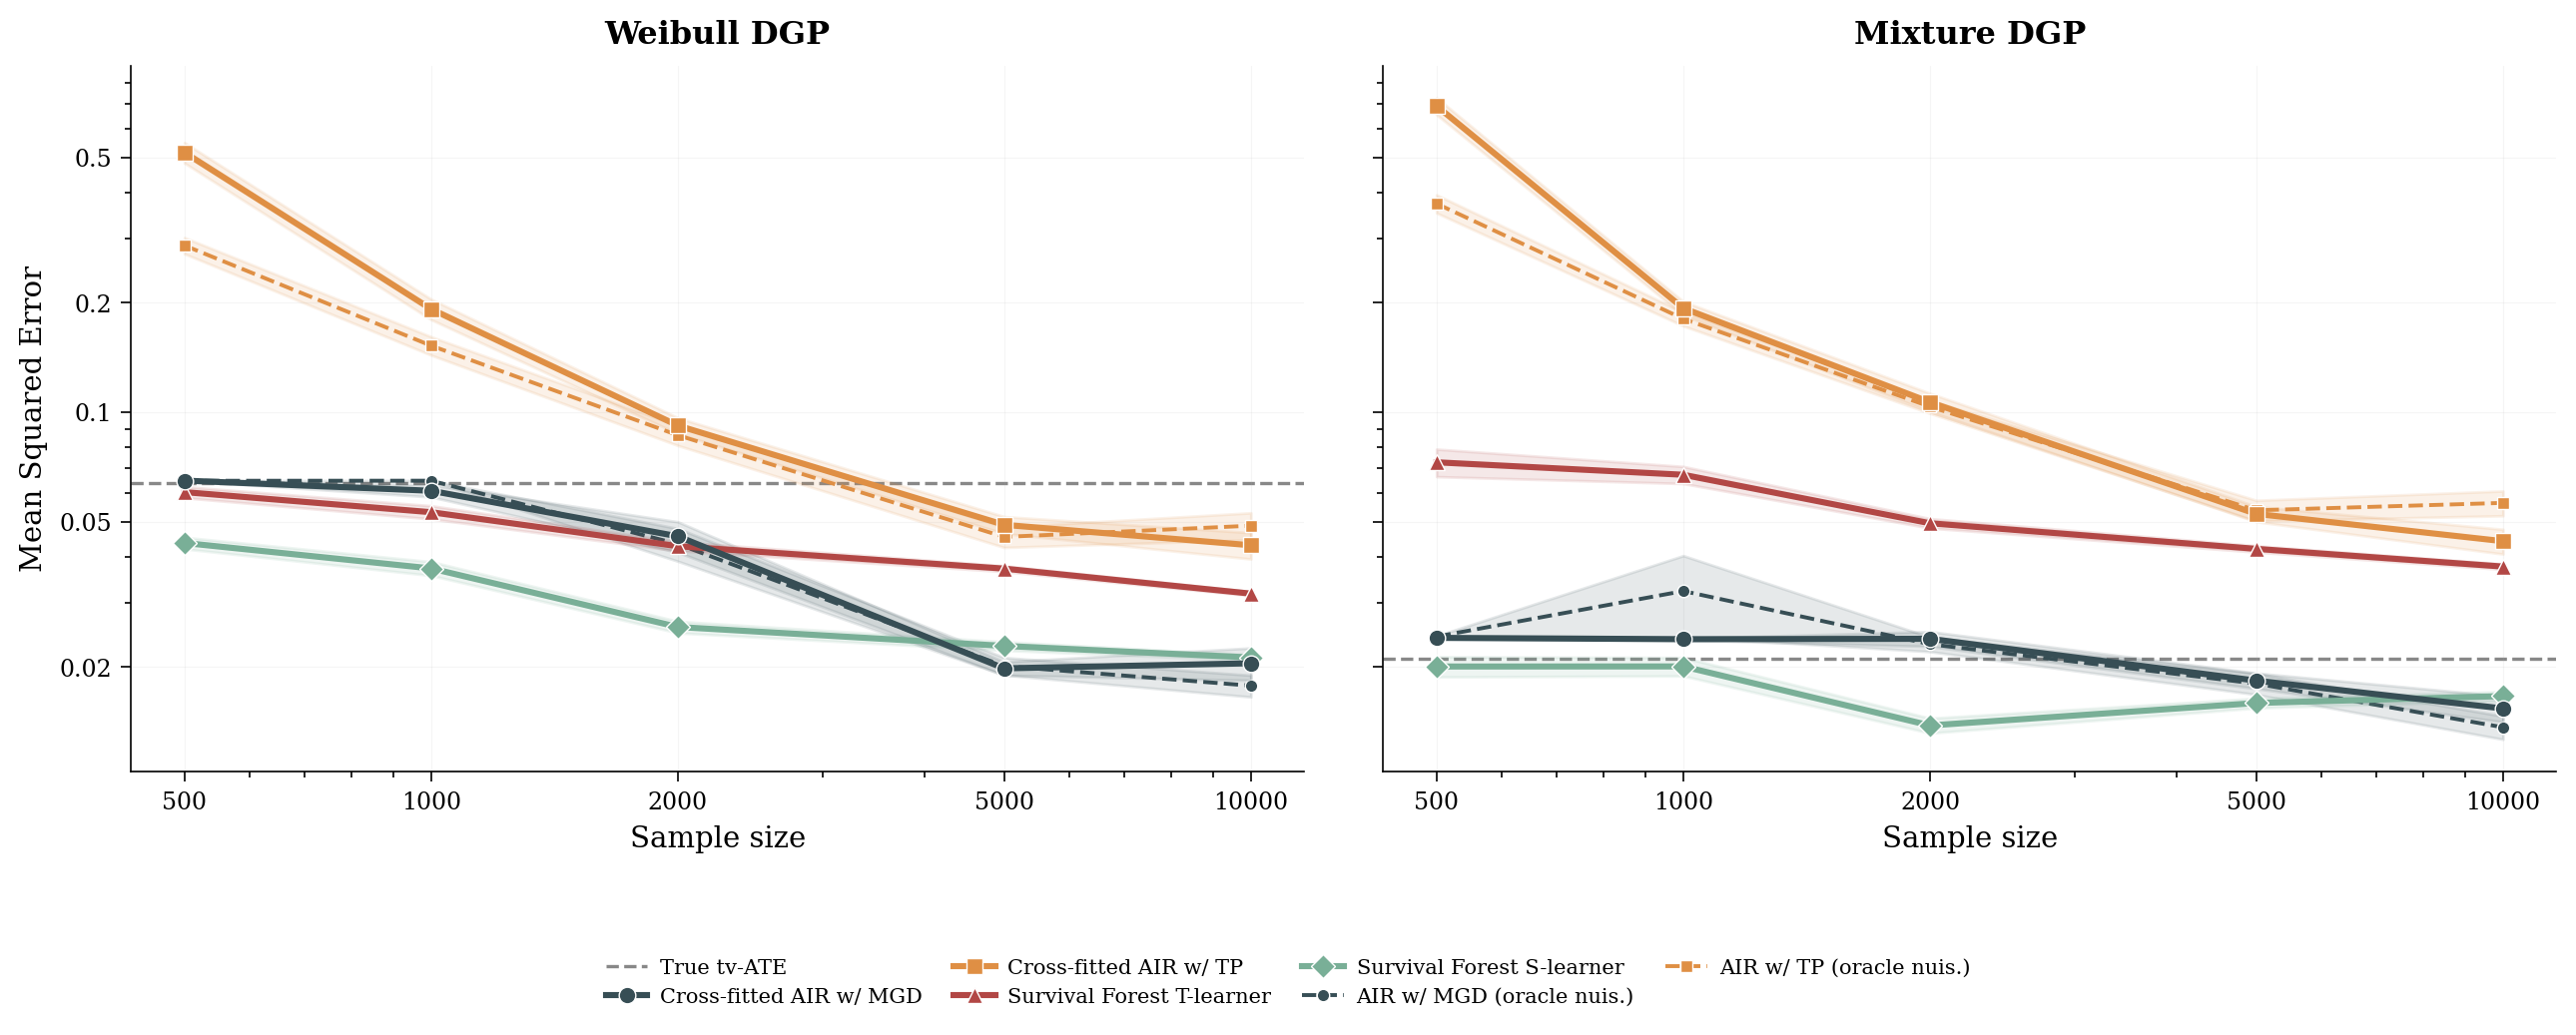 Weibull DGP
Mixture DGP
Mean Squared Error
0.5
0.2
0.1
0.05
0.02
500 1000 2000 5000 10000
500 1000 2000 5000 10000
Sample size
Sample size
True tv-ATE
Cross-fitted AIR w/ MGD
Cross-fitted AIR w/ TP
Survival Forest T-learner
Survival Forest S-learner
AIR w/ MGD (oracle nuis.)
AIR w/ TP (oracle nuis.)